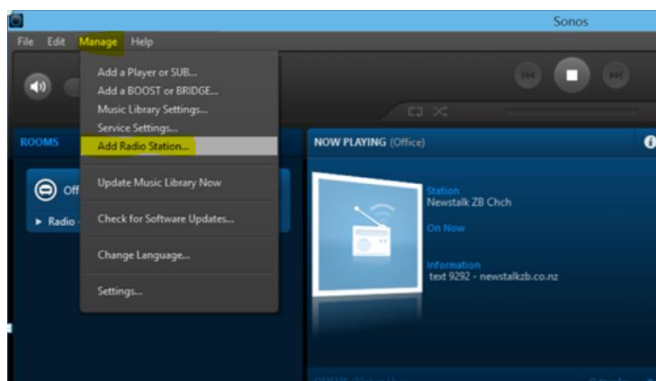 Sonos
File Edit Manage Help
Add a Player or SUB...
Add a BOOST or BRIDGE...
Music Library Settings...
Service Settings...
Add Radio Station...
Update Music Library Now
Check for Software Updates...
Change Language...
Settings...
ROOMS
Radio -
NOW PLAYING (Office)
Station
Newstalk ZB Chch
On Now
Information
text 9292 - newstalkzb.co.nz